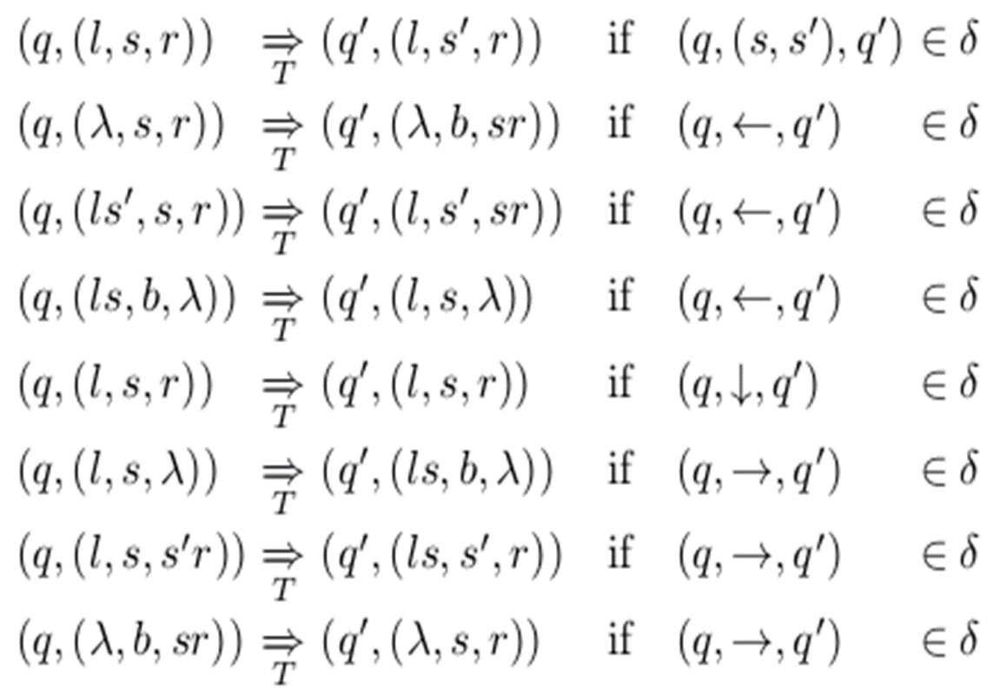 (q, (l, s, r)) ⇒_T (q′, (l, s′, r)) if (q, (s, s′), q′) ∈ δ
(q, (λ, s, r)) ⇒_T (q′, (λ, b, sr)) if (q, ←, q′) ∈ δ
(q, (ls′, s, r)) ⇒_T (q′, (l, s′, sr)) if (q, ←, q′) ∈ δ
(q, (ls, b, λ)) ⇒_T (q′, (l, s, λ)) if (q, ←, q′) ∈ δ
(q, (l, s, r)) ⇒_T (q′, (l, s, r)) if (q, ↓, q′) ∈ δ
(q, (l, s, λ)) ⇒_T (q′, (ls, b, λ)) if (q, →, q′) ∈ δ
(q, (l, s, s′r)) ⇒_T (q′, (ls, s′, r)) if (q, →, q′) ∈ δ
(q, (λ, b, sr)) ⇒_T (q′, (λ, s, r)) if (q, →, q′) ∈ δ